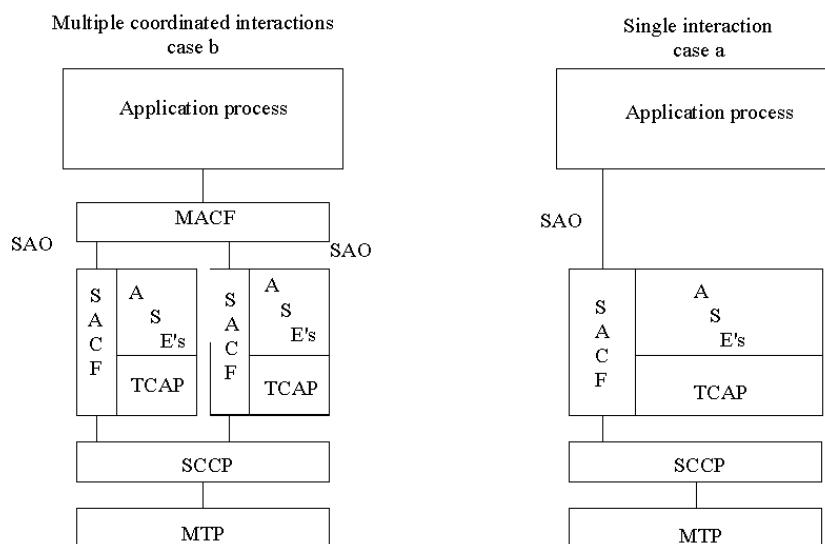 Multiple coordinated interactions
case b
Application process
MACF
SAO
SAO
S
A
C
F
A
S
E's
TCAP
S
A
C
F
A
S
E's
TCAP
SCCP
MTP
Single interaction
case a
Application process
SAO
S
A
C
F
A
S
E's
TCAP
SCCP
MTP